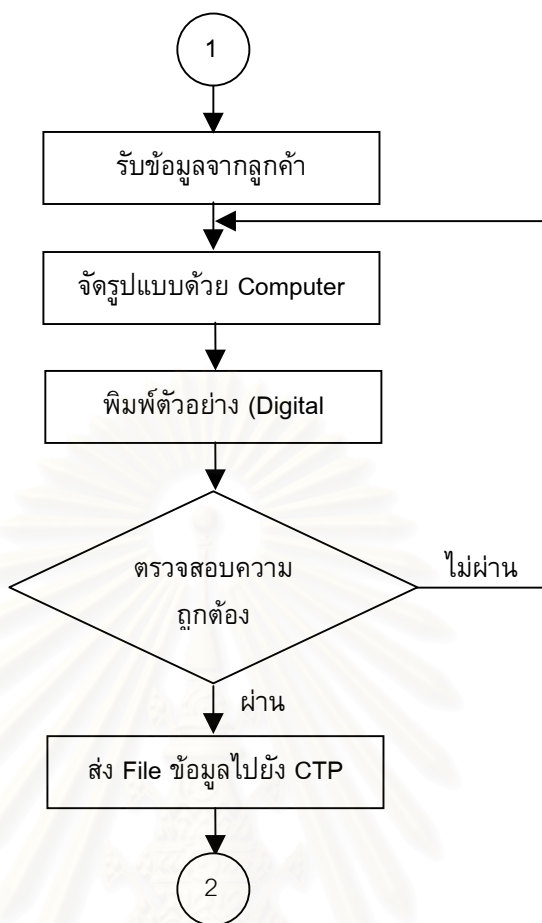 1
รับข้อมูลจากลูกค้า
จัดรูปแบบด้วย Computer
พิมพ์ตัวอย่าง (Digital
ตรวจสอบความ
ถูกต้อง
ไม่ผ่าน
ผ่าน
ส่ง File ข้อมูลไปยัง CTP
2